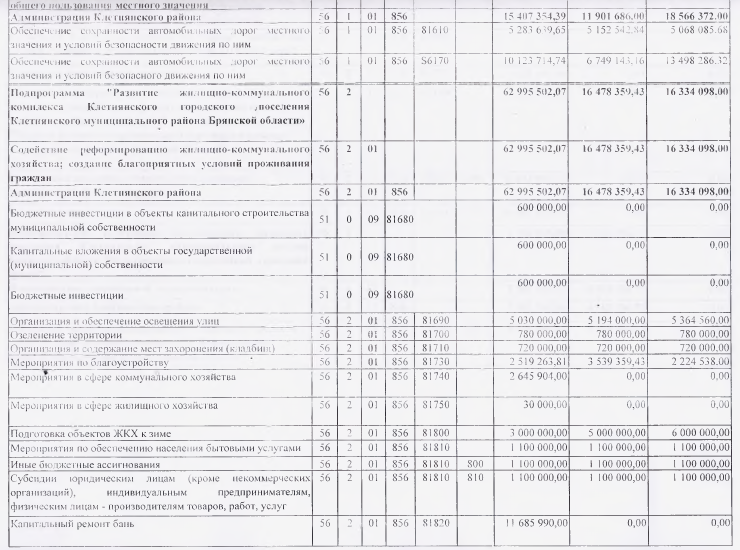 общего пользования местного значения
Администрация Клетнянского района 56 1 01 856 15 407 354,39 11 901 686,00 18 566 372,00
Обеспечение сохранности автомобильных дорог местного значения и условий безопасности движения по ним 56 1 01 856 81610 5 283 639,65 5 152 542,84 5 068 085,68
Обеспечение сохранности автомобильных дорог местного значения и условий безопасного движения по ним 56 1 01 856 S6170 10 123 714,74 6 749 143,16 13 498 286,32
Подпрограмма "Развитие жилищно-коммунального
комплекса Клетнянского городского поселения
Клетнянского муниципального района Брянской области» 56 2 62 995 502,07 16 478 359,43 16 334 098,00
Содействие реформированию жилищно-коммунального
хозяйства; создание благоприятных условий проживания
граждан 56 2 01 62 995 502,07 16 478 359,43 16 334 098,00
Администрация Клетнянского района 56 2 01 856 62 995 502,07 16 478 359,43 16 334 098,00
Бюджетные инвестиции в объекты капитального строительства
муниципальной собственности 51 0 09 81680 600 000,00 0,00 0,00
Капитальные вложения в объекты государственной
(муниципальной) собственности 51 0 09 81680 600 000,00 0,00 0,00
Бюджетные инвестиции 51 0 09 81680 600 000,00 0,00 0,00
Организация и обеспечение освещения улиц 56 2 01 856 81690 5 030 000,00 5 194 000,00 5 364 560,00
Озеленение территории 56 2 01 856 81700 780 000,00 780 000,00 780 000,00
Организация и содержание мест захоронения (кладбищ) 56 2 01 856 81710 720 000,00 720 000,00 720 000,00
Мероприятия по благоустройству 56 2 01 856 81730 2 519 263,81 3 539 359,43 2 224 538,00
Мероприятия в сфере коммунального хозяйства 56 2 01 856 81740 2 645 904,00 0,00 0,00
Мероприятия в сфере жилищного хозяйства 56 2 01 856 81750 30 000,00 0,00 0,00
Подготовка объектов ЖКХ к зиме 56 2 01 856 81800 3 000 000,00 5 000 000,00 6 000 000,00
Мероприятия по обеспечению населения бытовыми услугами 56 2 01 856 81810 1 100 000,00 1 100 000,00 1 100 000,00
Иные бюджетные ассигнования 56 2 01 856 81810 800 1 100 000,00 1 100 000,00 1 100 000,00
Субсидии юридическим лицам (кроме некоммерческих
организаций), индивидуальным предпринимателям,
физическим лицам - производителям товаров, работ, услуг 56 2 01 856 81810 810 1 100 000,00 1 100 000,00 1 100 000,00
Капитальный ремонт бань 56 2 01 856 81820 11 685 990,00 0,00 0,00